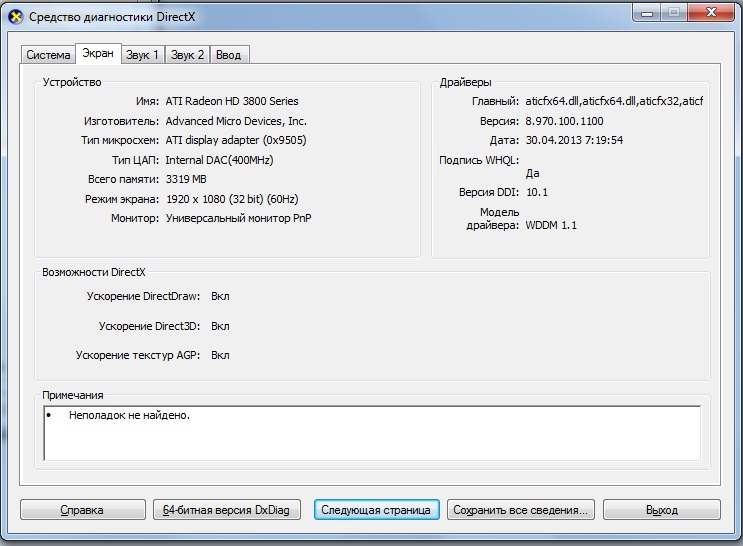 Средство диагностики DirectX
Система Экран Звук 1 Звук 2 Ввод
Устройство
Имя: ATI Radeon HD 3800 Series
Изготовитель: Advanced Micro Devices, Inc.
Тип микросхем: ATI display adapter (0x9505)
Тип ЦАП: Internal DAC(400MHz)
Всего памяти: 3319 MB
Режим экрана: 1920 x 1080 (32 bit) (60Hz)
Монитор: Универсальный монитор PnP
Драйверы
Главный: aticfx64.dll,aticfx64.dll,aticfx32,aticf
Версия: 8.970.100.1100
Дата: 30.04.2013 7:19:54
Подпись WHQL:
Да
Версия DDI: 10.1
Модель
драйвера: WDDM 1.1
Возможности DirectX
Ускорение DirectDraw: Вкл
Ускорение Direct3D: Вкл
Ускорение текстур AGP: Вкл
Примечания
• Неполадок не найдено.
Справка 64-битная версия DxDiag Следующая страница Сохранить все сведения... Выход